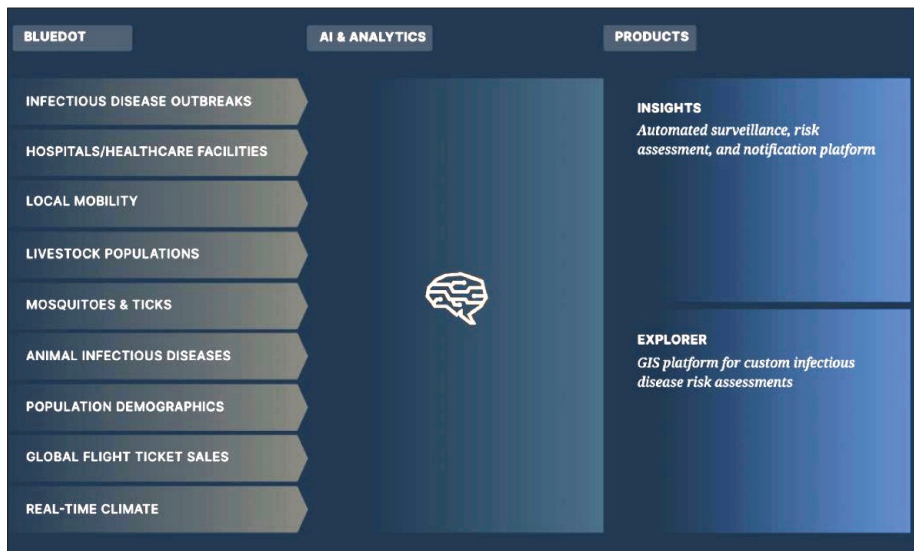 BLUEDOT
AI & ANALYTICS
PRODUCTS
INFECTIOUS DISEASE OUTBREAKS
HOSPITALS/HEALTHCARE FACILITIES
LOCAL MOBILITY
LIVESTOCK POPULATIONS
MOSQUITOES & TICKS
ANIMAL INFECTIOUS DISEASES
POPULATION DEMOGRAPHICS
GLOBAL FLIGHT TICKET SALES
REAL-TIME CLIMATE
INSIGHTS
Automated surveillance, risk
assessment, and notification platform
EXPLORER
GIS platform for custom infectious
disease risk assessments